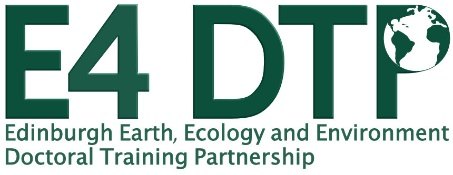 E4 DTP
Edinburgh Earth, Ecology and Environment
Doctoral Training Partnership